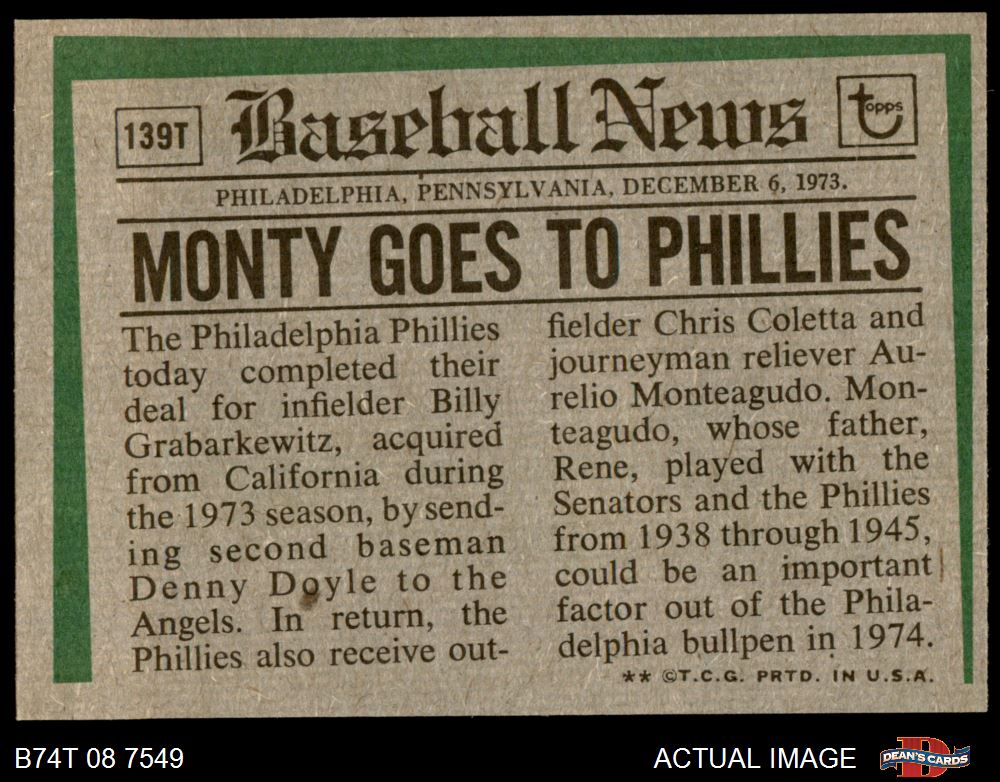 139T
Baseball News
Topps
PHILADELPHIA, PENNSYLVANIA, DECEMBER 6, 1973.
MONTY GOES TO PHILLIES
The Philadelphia Phillies
today completed their
deal for infielder Billy
Grabarkewitz, acquired
from California during
the 1973 season, by send-
ing second baseman
Denny Doyle to the
Angels. In return, the
Phillies also receive out-
fielder Chris Coletta and
journeyman reliever Au-
relio Monteagudo. Mon-
teagudo, whose father,
Rene, played with the
Senators and the Phillies
from 1938 through 1945,
could be an important
factor out of the Phila-
delphia bullpen in 1974.
** ©T.C.G. PRTD. IN U.S.A.
B74T 08 7549
ACTUAL IMAGE
D
DEAN'S CARDS